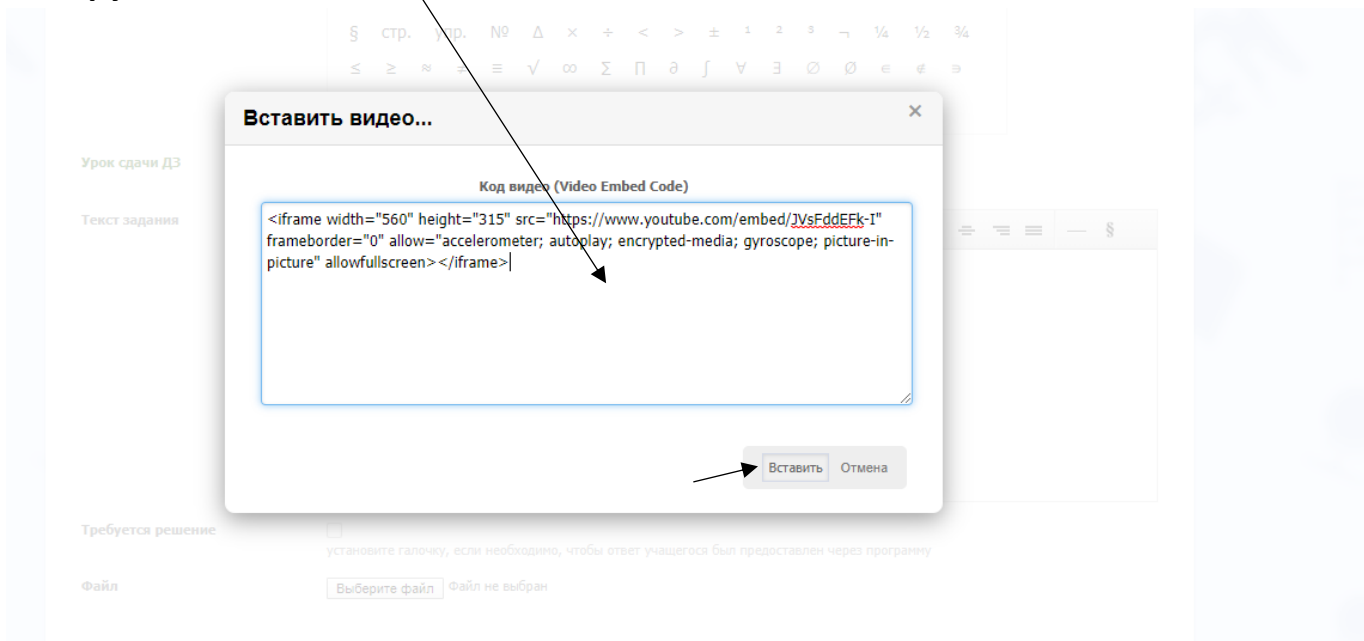 § стр. упр. № Δ × ÷ < > ± ¹ ² ³ ¬ ¼ ½ ¾
≤ ≥ ≈ ≠ ≡ √ ∞ Σ Π ∂ ∫ ∀ ∃ ∅ Ø ∈ ∉ ∋
Вставить видео... ×
Урок сдачи ДЗ
Код видео (Video Embed Code)
Текст задания
<iframe width="560" height="315" src="https://www.youtube.com/embed/JVsFddEFk-I"
frameborder="0" allow="accelerometer; autoplay; encrypted-media; gyroscope; picture-in-
picture" allowfullscreen></iframe>
— §
Вставить Отмена
Требуется решение
установите галочку, если необходимо, чтобы ответ учащегося был предоставлен через программу
Файл Выберите файл Файл не выбран